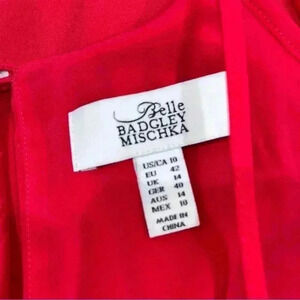 Belle
BADGLEY
MISCHKA
US/CA 10
EU 42
UK 14
GER 40
AUS 14
MEX 10
MADE IN
CHINA